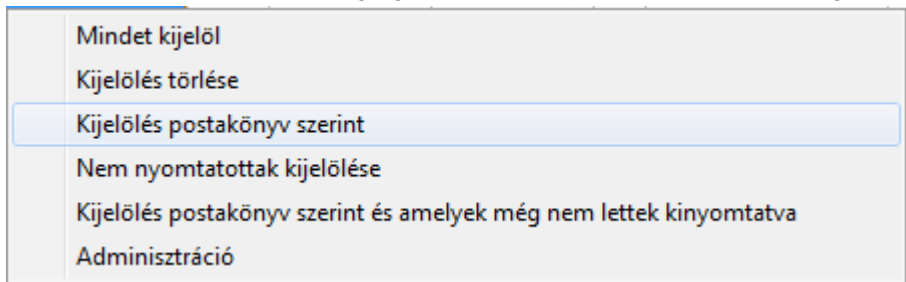 Mindet kijelöl
Kijelölés törlése
Kijelölés postakönyv szerint
Nem nyomtatottak kijelölése
Kijelölés postakönyv szerint és amelyek még nem lettek kinyomtatva
Adminisztráció